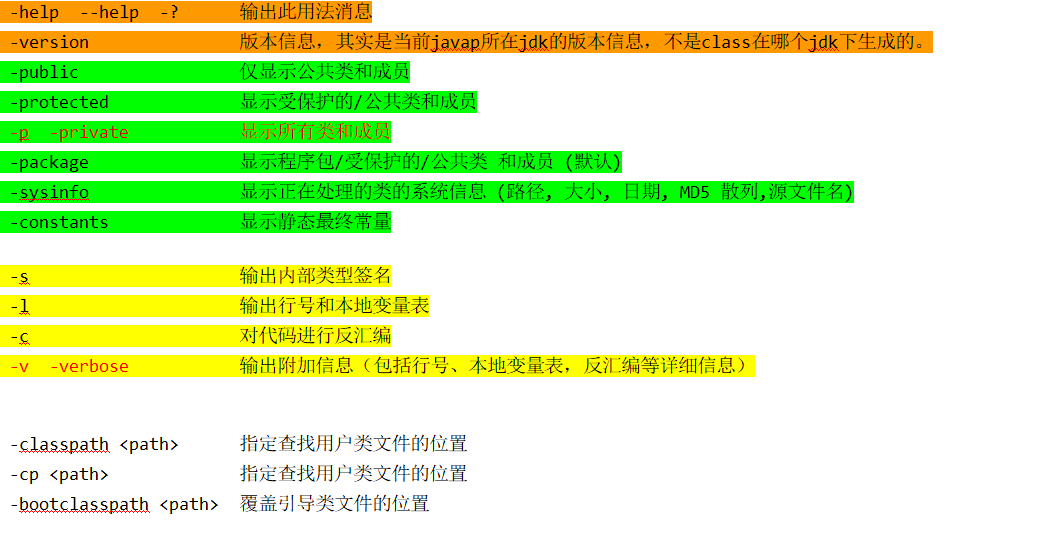 -help  --help  -?        输出此用法消息
-version                 版本信息，其实是当前javap所在jdk的版本信息，不是class在哪个jdk下生成的。
-public                  仅显示公共类和成员
-protected               显示受保护的/公共类和成员
-p  -private             显示所有类和成员
-package                 显示程序包/受保护的/公共类 和成员 (默认)
-sysinfo                 显示正在处理的类的系统信息 (路径, 大小, 日期, MD5 散列,源文件名)
-constants               显示静态最终常量
-s                       输出内部类型签名
-l                       输出行号和本地变量表
-c                       对代码进行反汇编
-v  -verbose             输出附加信息（包括行号、本地变量表，反汇编等详细信息）
-classpath <path>        指定查找用户类文件的位置
-cp <path>               指定查找用户类文件的位置
-bootclasspath <path>    覆盖引导类文件的位置